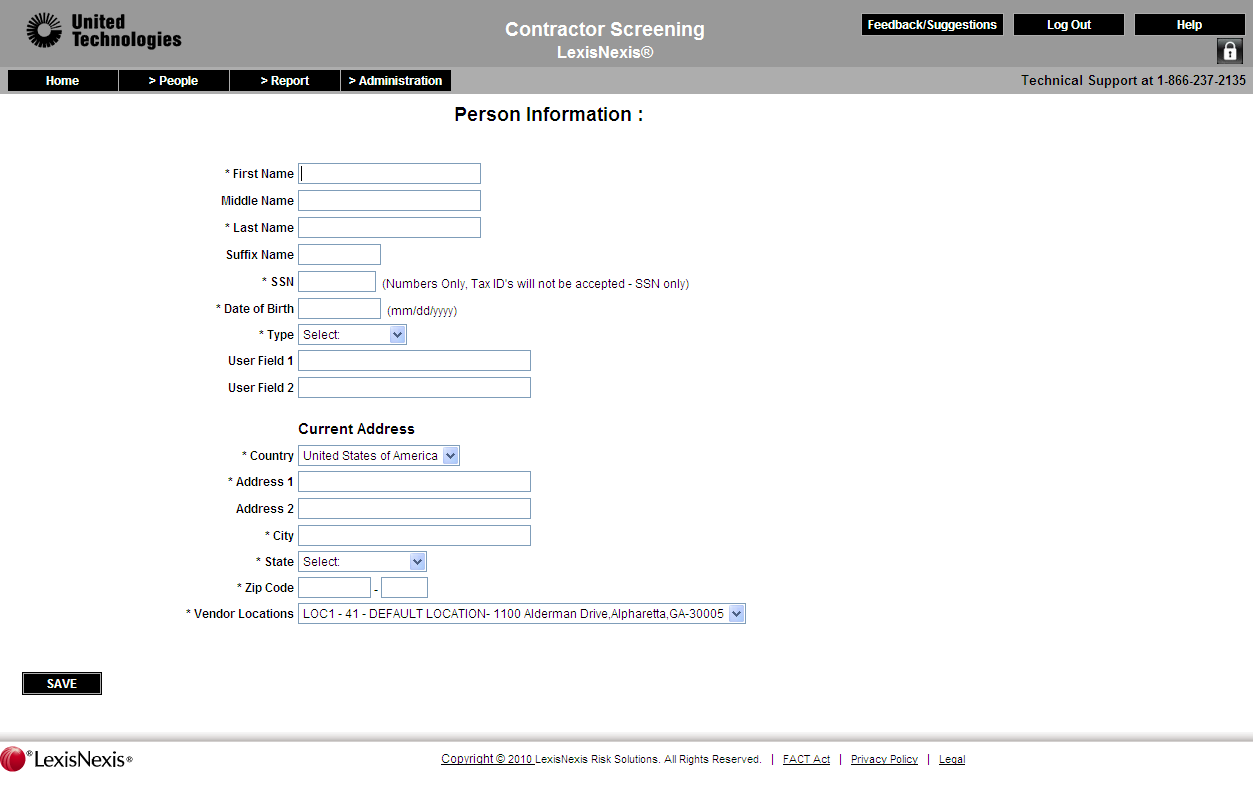 United
Technologies
Contractor Screening
LexisNexis®
Feedback/Suggestions
Log Out
Help
Home
> People
> Report
> Administration
Technical Support at 1-866-237-2135
Person Information :
* First Name
Middle Name
* Last Name
Suffix Name
* SSN (Numbers Only, Tax ID's will not be accepted - SSN only)
* Date of Birth (mm/dd/yyyy)
* Type Select:
User Field 1
User Field 2
Current Address
* Country United States of America
* Address 1
Address 2
* City
* State Select:
* Zip Code -
* Vendor Locations LOC1 - 41 - DEFAULT LOCATION- 1100 Alderman Drive,Alpharetta,GA-30005
SAVE
® LexisNexis®
Copyright © 2010 LexisNexis Risk Solutions. All Rights Reserved. | FACT Act | Privacy Policy | Legal